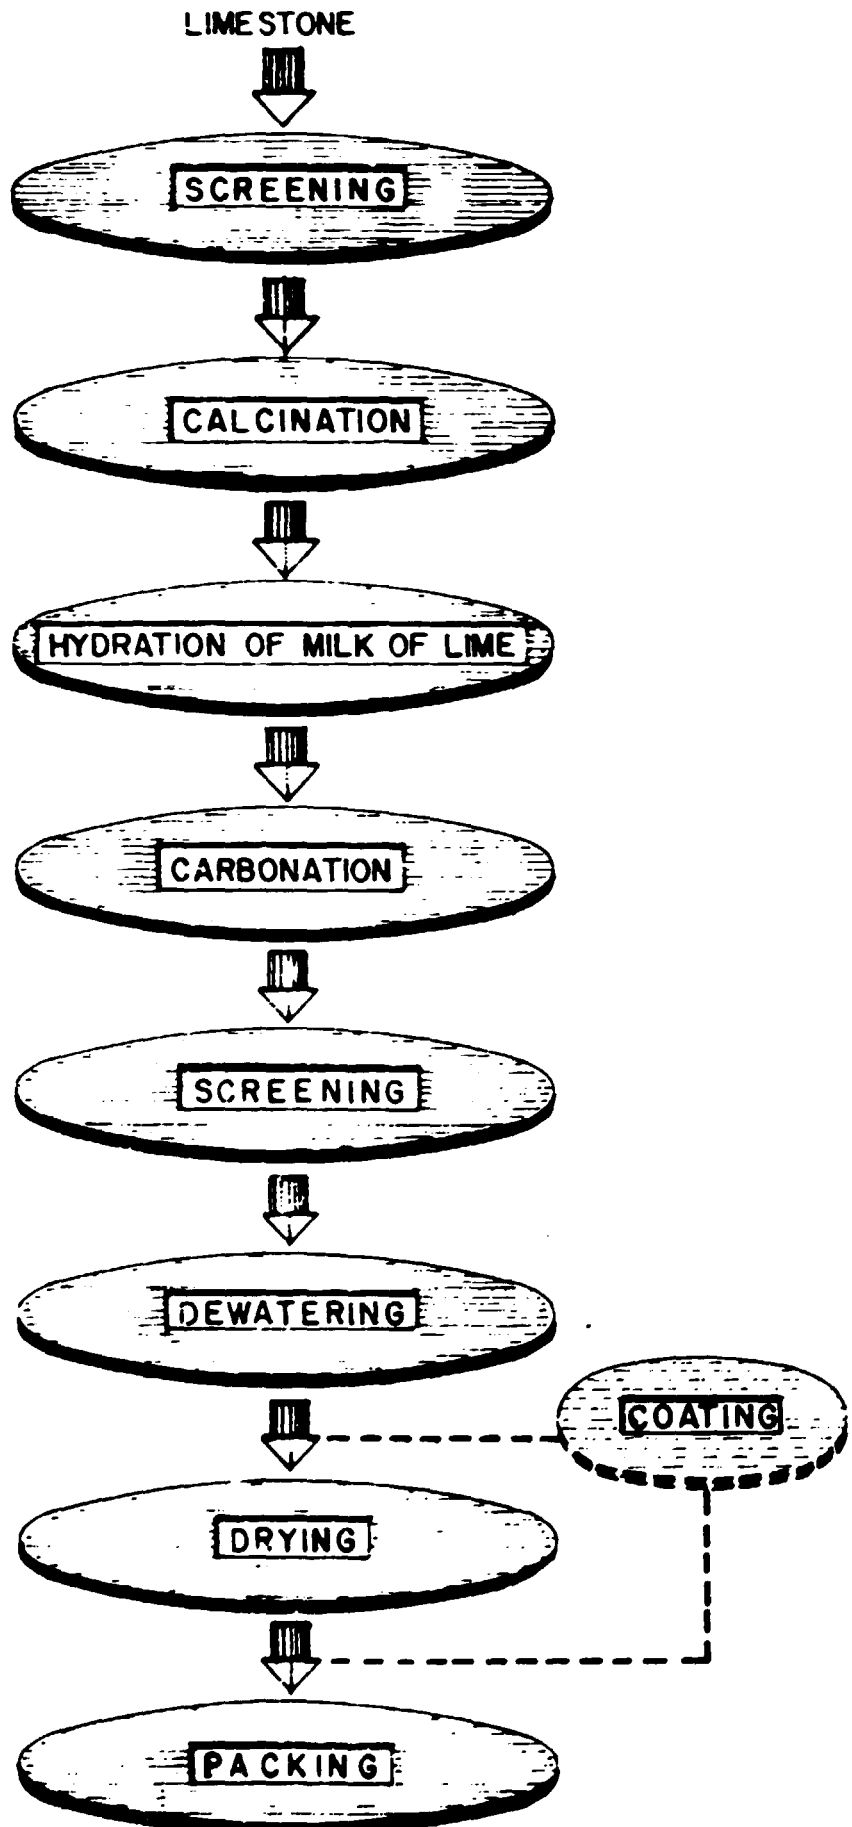 LIMESTONE
SCREENING
CALCINATION
HYDRATION OF MILK OF LIME
CARBONATION
SCREENING
DEWATERING
COATING
DRYING
PACKING